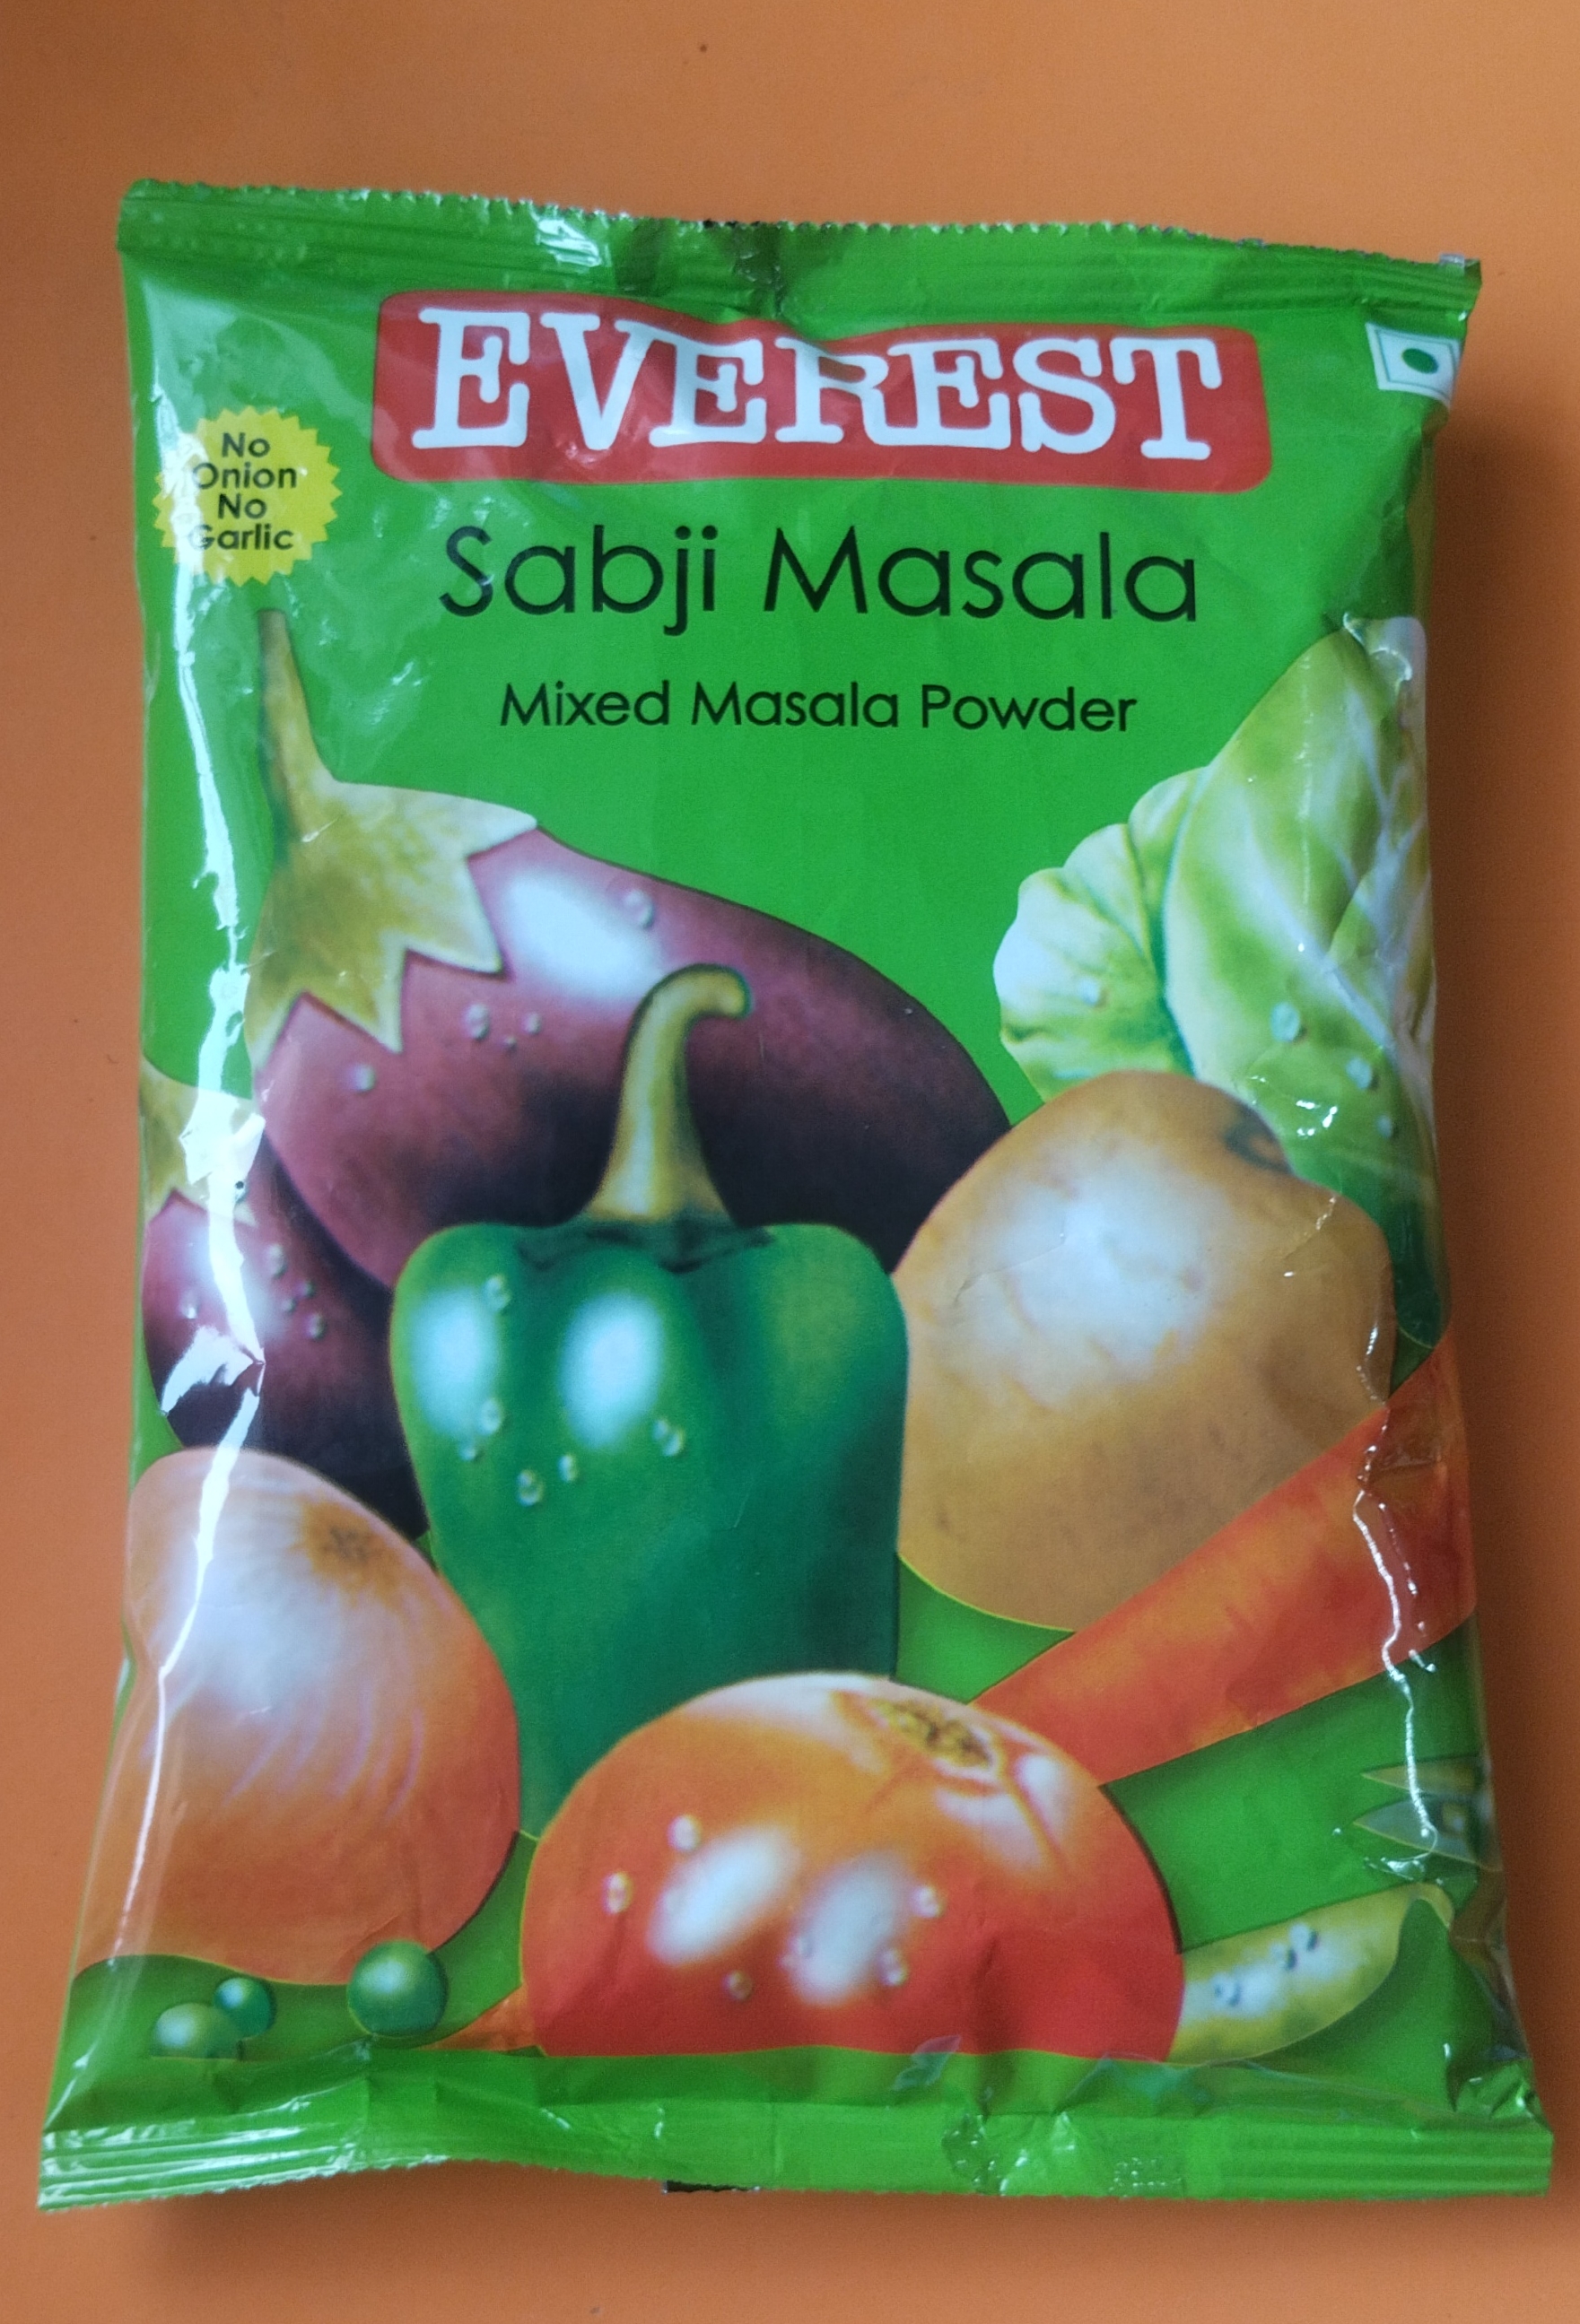 EVEREST
No
Onion
No
Garlic
Sabji Masala
Mixed Masala Powder